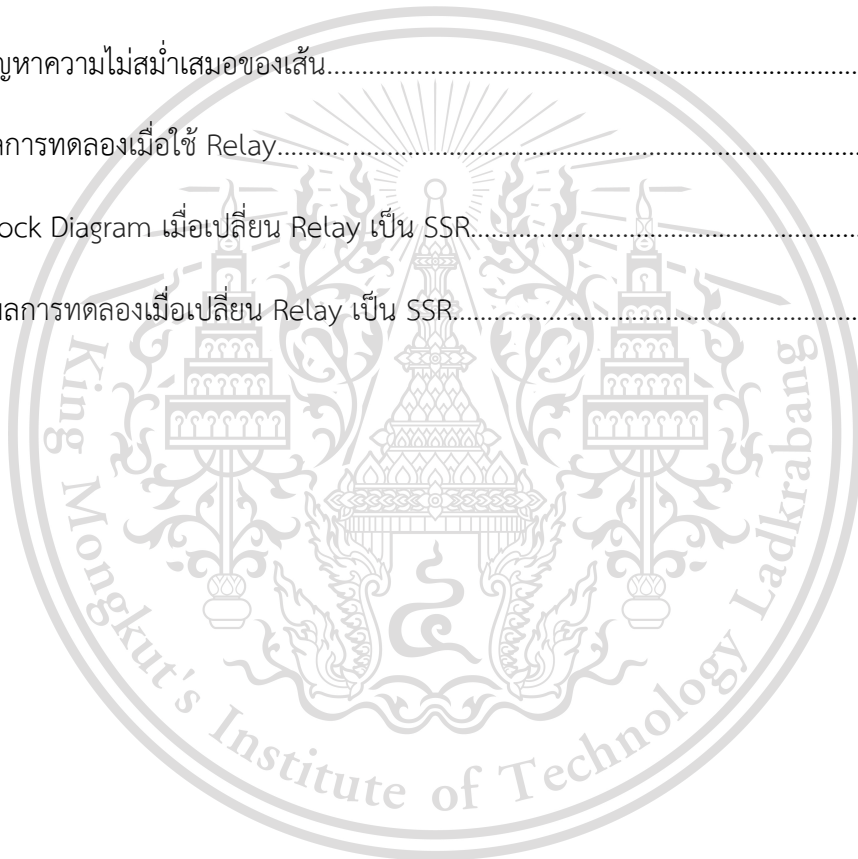 ญหาความไม่สม่ำเสมอของเส้น................................................................
ลการทดลองเมื่อใช้ Relay................................................................
ock Diagram เมื่อเปลี่ยน Relay เป็น SSR................................................................
ลการทดลองเมื่อเปลี่ยน Relay เป็น SSR................................................................
King Mongkut's Institute of Technology Ladkrabang